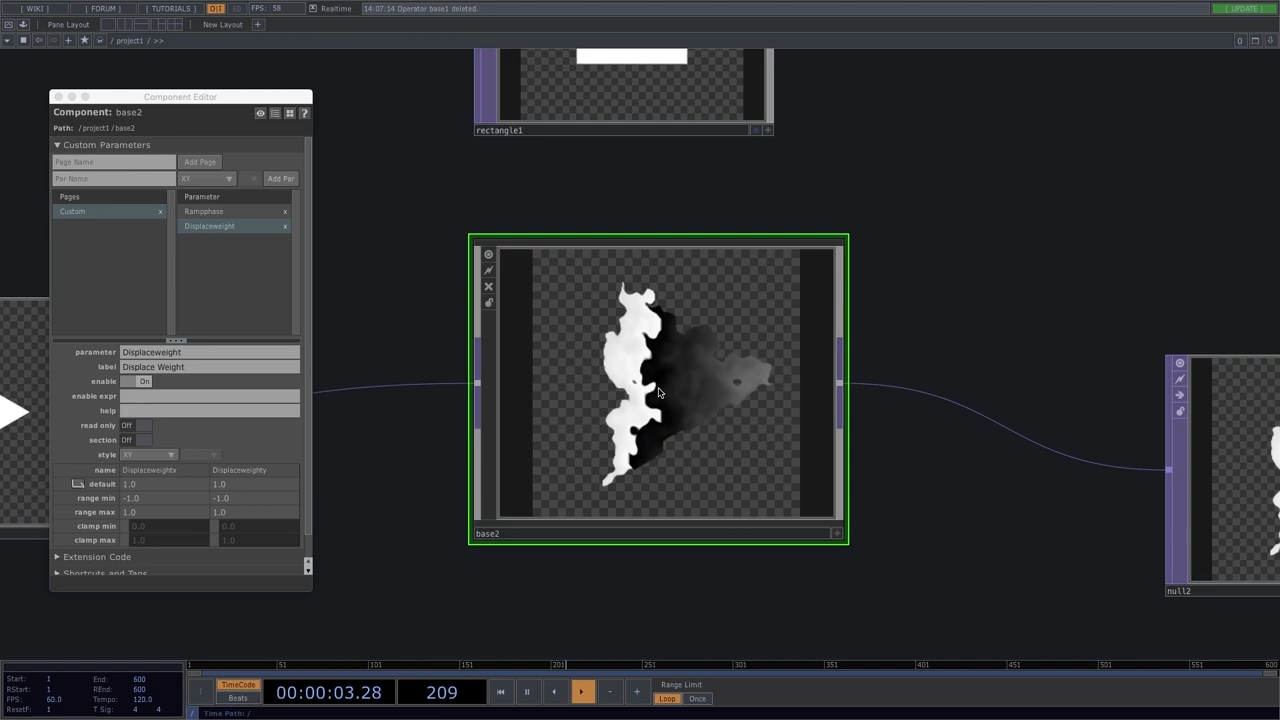 [ WIKI ] [ FORUM ] [ TUTORIALS ] O|I 60 FPS: 58 Realtime 14:07:14 Operator base1 deleted. [ UPDATE ]
Pane Layout New Layout +
/ project1 / >>
rectangle1
Component Editor
Component: base2 ?
Path: /project1/base2
Custom Parameters
Page Name Add Page
Par Name XY Add Par
Pages Parameter
Custom x Rampphase x
Displaceweight x
parameter Displaceweight
label Displace Weight
enable On
enable expr
help
read only Off
section Off
style XY
name Displaceweightx Displaceweighty
default 1.0 1.0
range min -1.0 -1.0
range max 1.0 1.0
clamp min 0.0 0.0
clamp max 1.0 1.0
Extension Code
Shortcuts and Tags
base2
null2
1 51 101 151 201 251 301 351 401 451 501 551 600
Start: 1 End: 600
RStart: 1 REnd: 600
FPS: 60.0 Tempo: 120.0
ResetF: 1 T Sig: 4 4
TimeCode
Beats
00:00:03.28 209
- +
Range Limit
Loop Once
/ Time Path: /